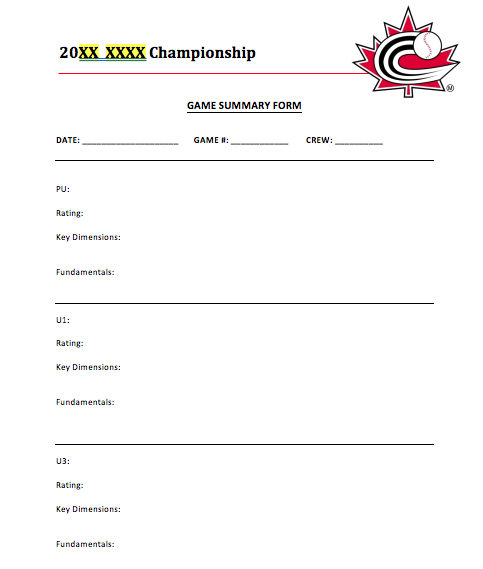 20XX XXXX Championship
GAME SUMMARY FORM
DATE: ____________________ GAME #: ____________ CREW: __________
PU:
Rating:
Key Dimensions:
Fundamentals:
U1:
Rating:
Key Dimensions:
Fundamentals:
U3:
Rating:
Key Dimensions:
Fundamentals: